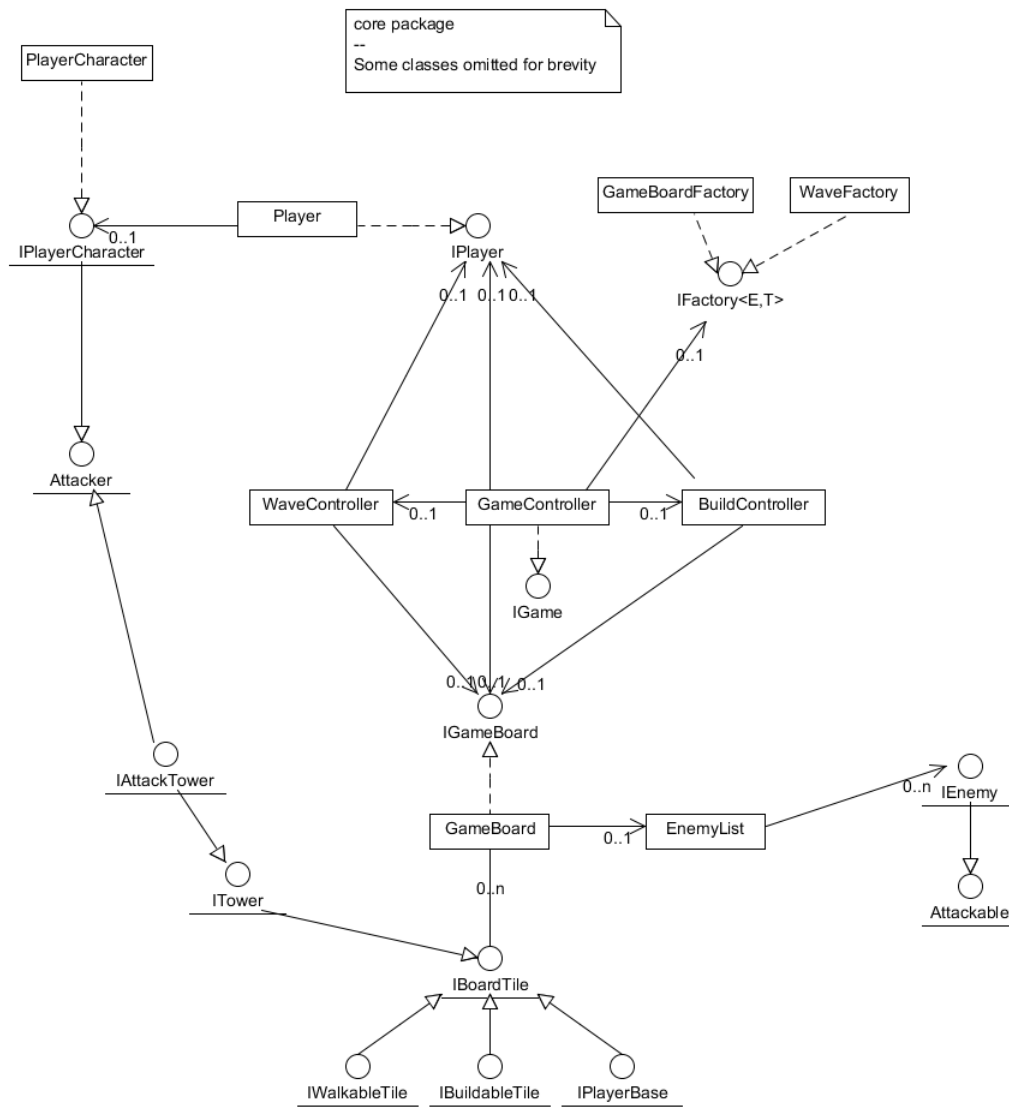 core package
--
Some classes omitted for brevity
PlayerCharacter
GameBoardFactory
WaveFactory
Player
0..1
IPlayerCharacter
IPlayer
IFactory<E,T>
0..1
0..1
0..1
0..1
Attacker
WaveController
GameController
BuildController
0..1
0..1
IGame
0..1
0..1
0..1
IGameBoard
IAttackTower
IEnemy
0..n
GameBoard
EnemyList
0..1
0..n
ITower
Attackable
IBoardTile
IWalkableTile
IBuildableTile
IPlayerBase